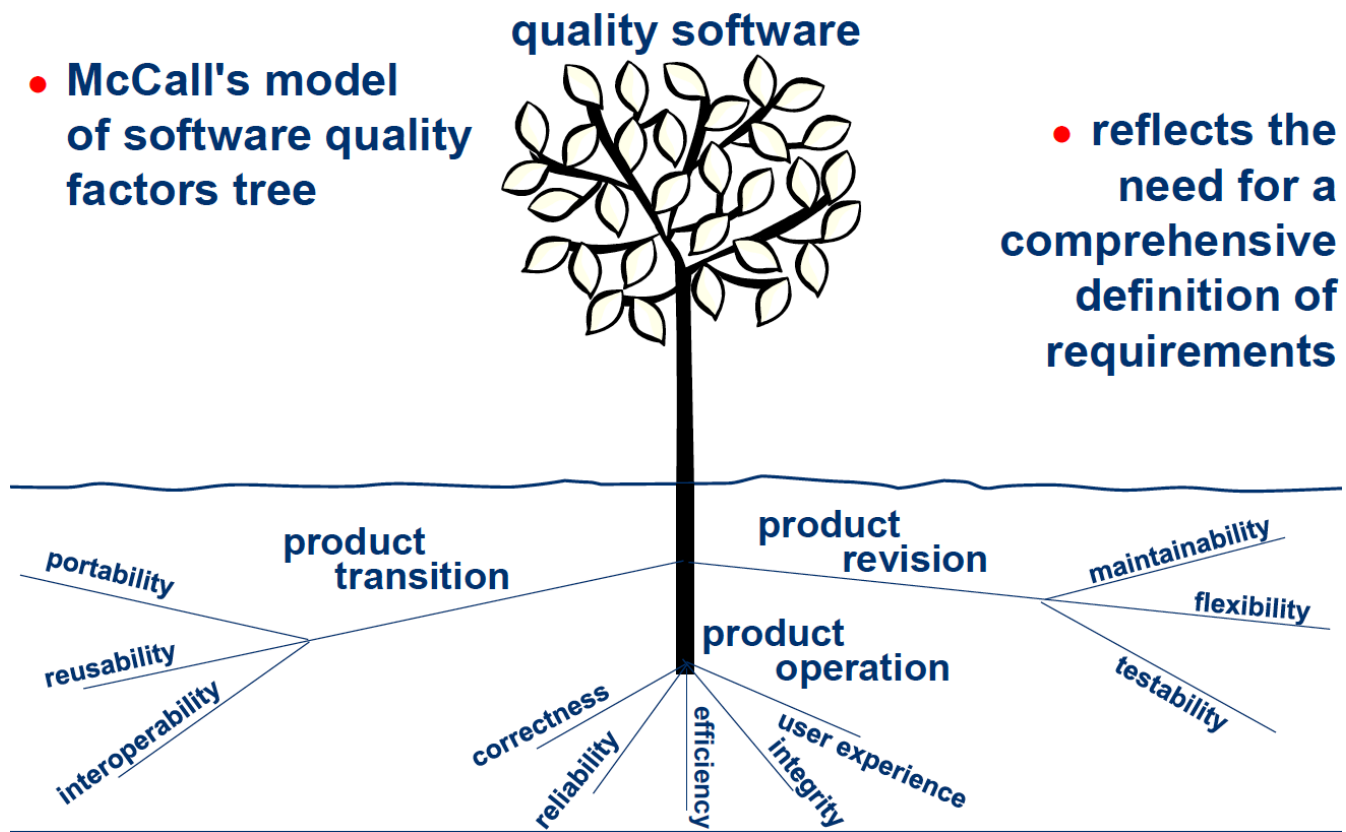 quality software
• McCall's model
of software quality
factors tree
• reflects the
need for a
comprehensive
definition of
requirements
product
transition
portability
reusability
interoperability
product
operation
correctness
reliability
efficiency
integrity
user experience
product
revision
maintainability
flexibility
testability